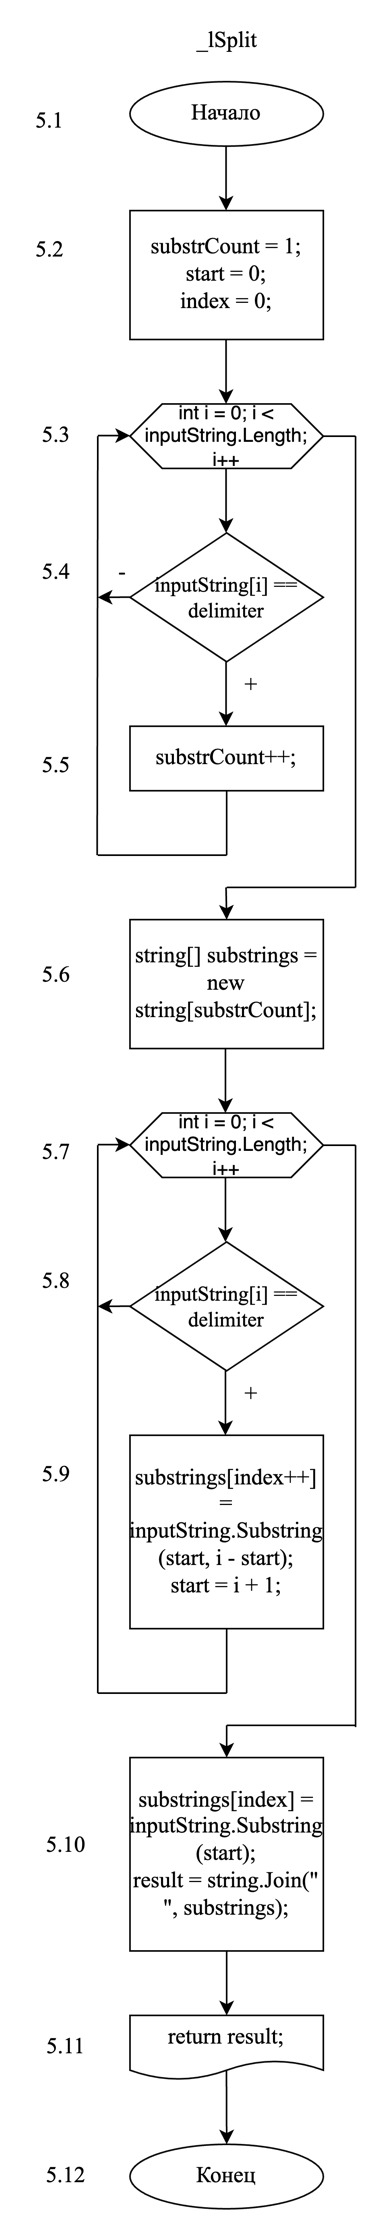 _lSplit
5.1
Начало
5.2
substrCount = 1;
start = 0;
index = 0;
5.3
int i = 0; i <
inputString.Length;
i++
5.4
-
inputString[i] ==
delimiter
+
5.5
substrCount++;
5.6
string[] substrings =
new
string[substrCount];
5.7
int i = 0; i <
inputString.Length;
i++
5.8
inputString[i] ==
delimiter
+
5.9
substrings[index++]
=
inputString.Substring
(start, i - start);
start = i + 1;
5.10
substrings[index] =
inputString.Substring
(start);
result = string.Join("
", substrings);
5.11
return result;
5.12
Конец